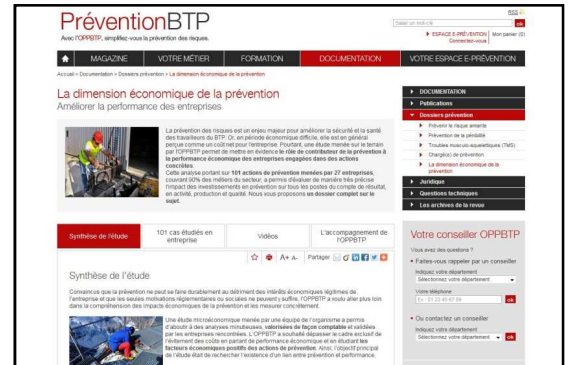 RSS
PréventionBTP
Avec l'OPPBTP, simplifiez-vous la prévention des risques.
Saisir un mot-clé ok
ESPACE E-PRÉVENTION Mon panier (0)
Connectez-vous
MAGAZINE VOTRE MÉTIER FORMATION DOCUMENTATION VOTRE ESPACE E-PRÉVENTION
Accueil > Documentation > Dossiers prévention > La dimension économique de la prévention
La dimension économique de la prévention
Améliorer la performance des entreprises
La prévention des risques est un enjeu majeur pour améliorer la sécurité et la santé
des travailleurs du BTP. Or, en période économique difficile, elle est en général
perçue comme un coût net pour l'entreprise. Pourtant, une étude menée sur le terrain
par l'OPPBTP permet de mettre en évidence le rôle de contributeur de la prévention à
la performance économique des entreprises engagées dans des actions
concrètes.
Cette analyse portant sur 101 actions de prévention menées par 27 entreprises,
couvrant 90% des métiers du secteur, a permis d'évaluer de manière très précise
l'impact des investissements en prévention sur tous les postes du compte de résultat,
en activité, production et qualité. Nous vous proposons un dossier complet sur le
sujet.
DOCUMENTATION
Publications
Dossiers prévention
Prévenir le risque amiante
Prévention de la pénibilité
Troubles musculo-squelettiques (TMS)
Chargé(e) de prévention
La dimension économique de la
prévention
Juridique
Questions techniques
Les archives de la revue
Synthèse de l'étude
101 cas étudiés en
entreprise
Vidéos
L'accompagnement de
l'OPPBTP
A+ A- Partager
Synthèse de l'étude
Convaincus que la prévention ne peut se faire durablement au détriment des intérêts économiques légitimes de
l'entreprise et que les seules motivations réglementaires ou sociales ne peuvent y suffire, l'OPPBTP a voulu aller plus loin
dans la compréhension des impacts économiques de la prévention et les mesurer concrètement.
Une étude microéconomique menée par une équipe de l'organisme a permis
d'aboutir à des analyses minutieuses, valorisées de façon comptable et validées
par les entreprises rencontrées. L'OPPBTP a souhaité dépasser le cadre exclusif de
l'évitement des coûts en partant de performance économique et en étudiant les
facteurs économiques positifs des actions de prévention. Ainsi, l'objectif principal
de l'étude était de rechercher l'existence d'un lien entre prévention et performance
Votre conseiller OPPBTP
Vous avez des questions ?
Faites-vous rappeler par un conseiller
Indiquez votre département
Sélectionnez votre département
Votre téléphone
Ex : 01 23 45 67 89 ok
Ou contactez un conseiller
Indiquez votre département
Sélectionnez votre département ok